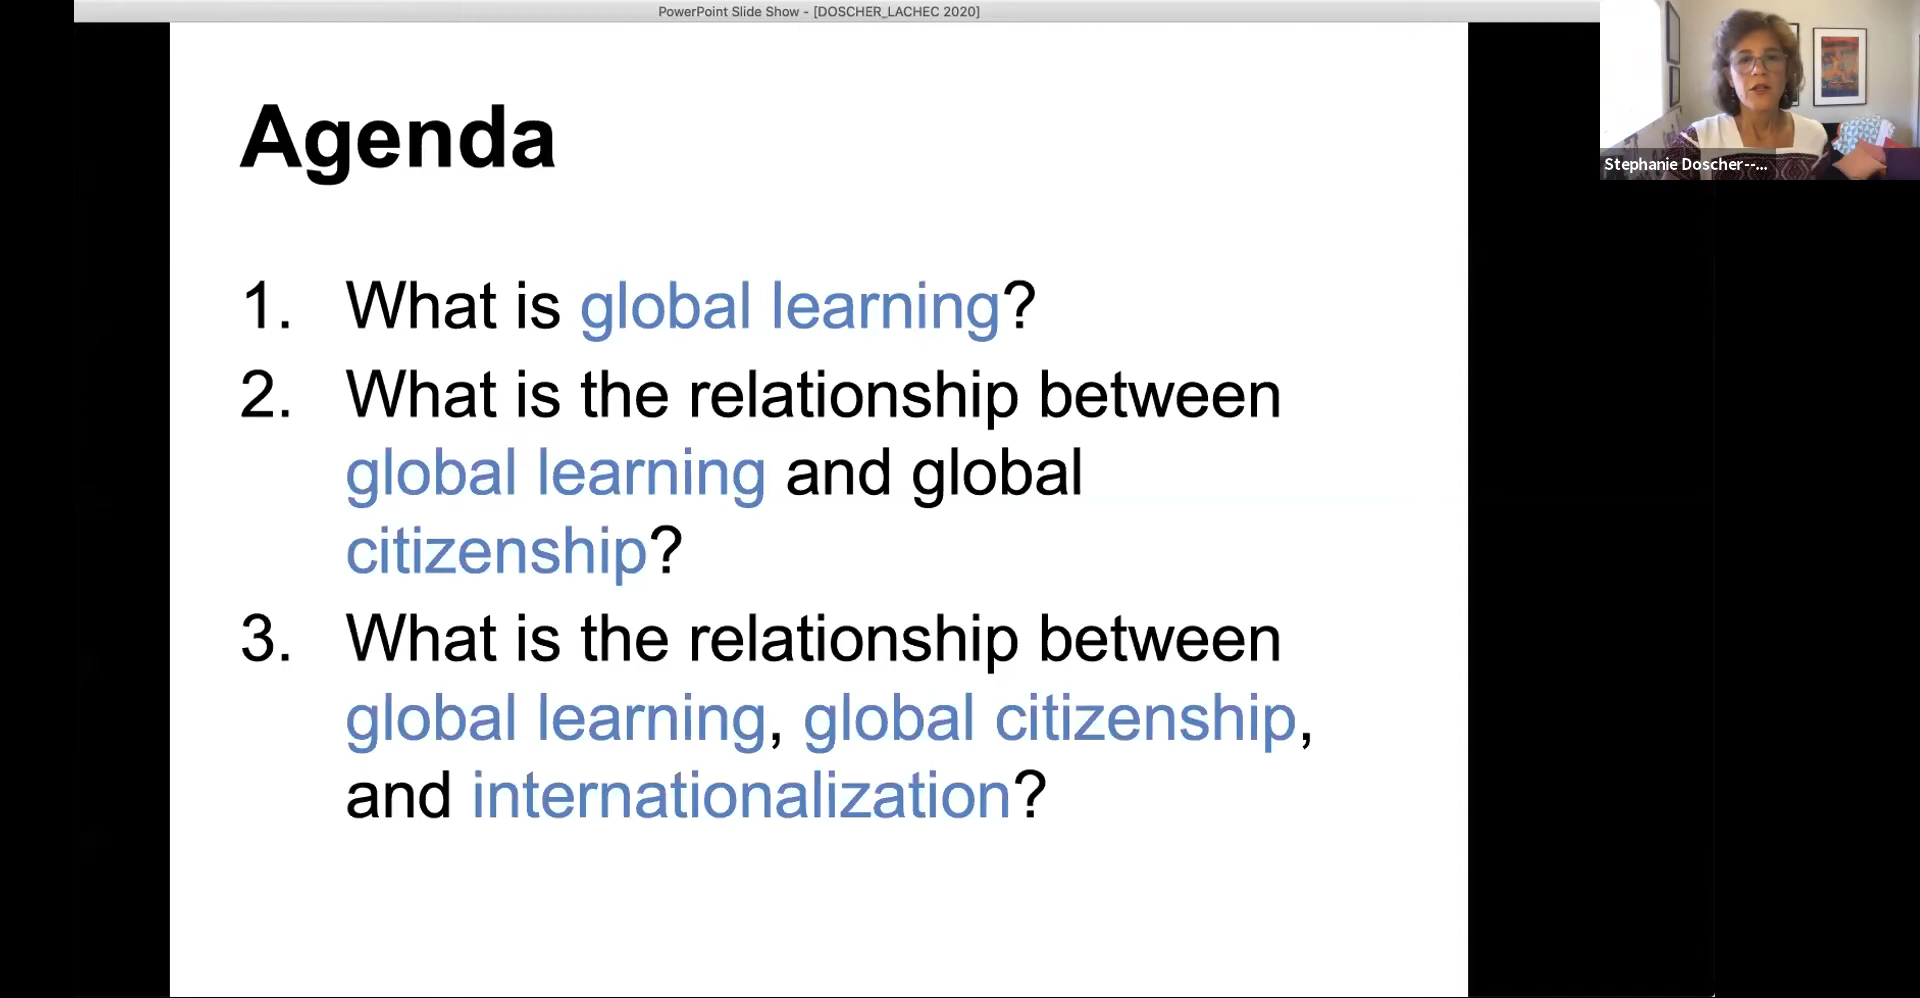 PowerPoint Slide Show - [DOSCHER_LACHEC 2020]
Stephanie Doscher--...
Agenda
1. What is global learning?
2. What is the relationship between
global learning and global
citizenship?
3. What is the relationship between
global learning, global citizenship,
and internationalization?